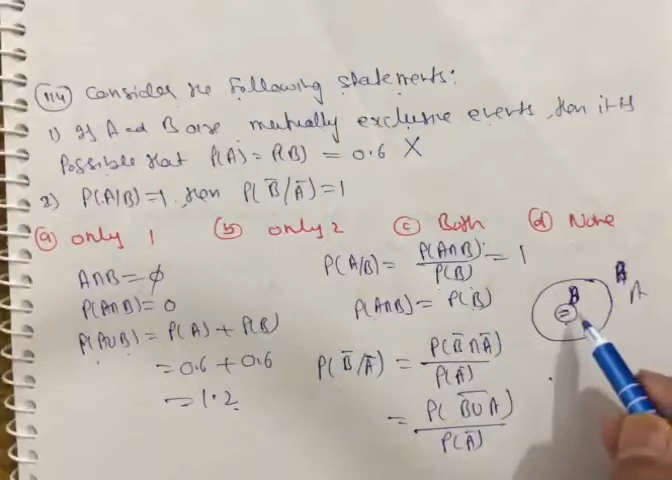 114) Consider the following statements:
1) If A and B are mutually exclusive events, then it is
Possible that P(A) = P(B) = 0.6 X
2) P(A/B)=1, then P(B̅/A̅)=1
(a) only 1 (b) only 2 (c) Both (d) None
A∩B = ϕ
P(A∩B) = 0
P(A∪B) = P(A) + P(B)
= 0.6 + 0.6
= 1.2
P(A/B) = P(A∩B)/P(B) = 1
P(A∩B) = P(B)
P(B̅/A̅) = P(B̅∩A̅)/P(A̅)
= P(B∪A)̅/P(A̅)
B
A
B